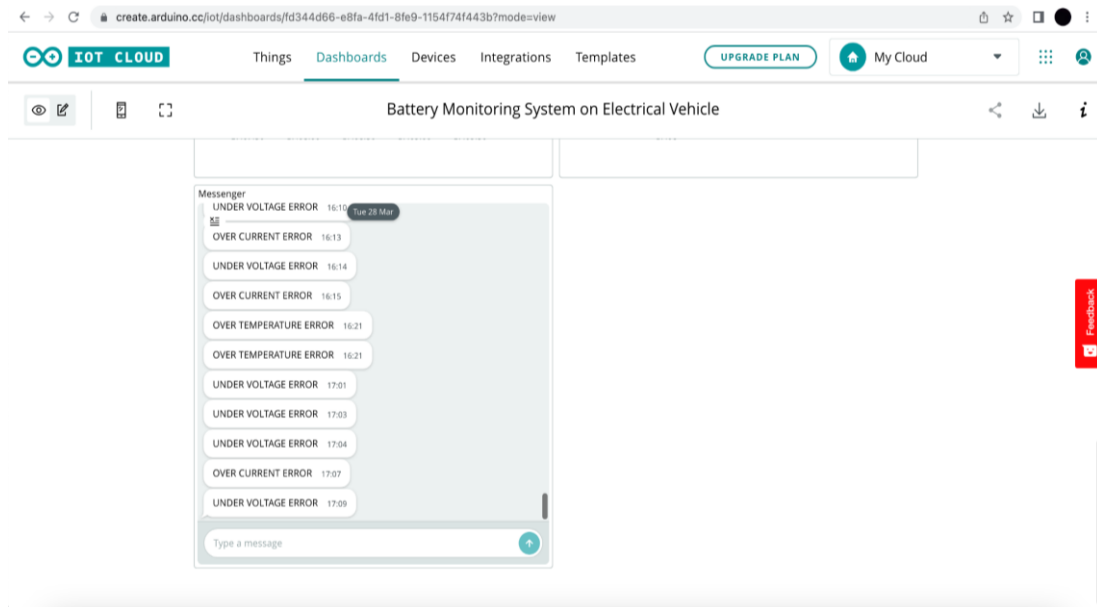 create.arduino.cc/iot/dashboards/fd344d66-e8fa-4fd1-8fe9-1154f74f443b?mode=view
IOT CLOUD Things Dashboards Devices Integrations Templates UPGRADE PLAN My Cloud
Battery Monitoring System on Electrical Vehicle
Messenger
UNDER VOLTAGE ERROR 16:10
Tue 28 Mar
OVER CURRENT ERROR 16:13
UNDER VOLTAGE ERROR 16:14
OVER CURRENT ERROR 16:15
OVER TEMPERATURE ERROR 16:21
OVER TEMPERATURE ERROR 16:21
UNDER VOLTAGE ERROR 17:01
UNDER VOLTAGE ERROR 17:03
UNDER VOLTAGE ERROR 17:04
OVER CURRENT ERROR 17:07
UNDER VOLTAGE ERROR 17:09
Type a message
Feedback